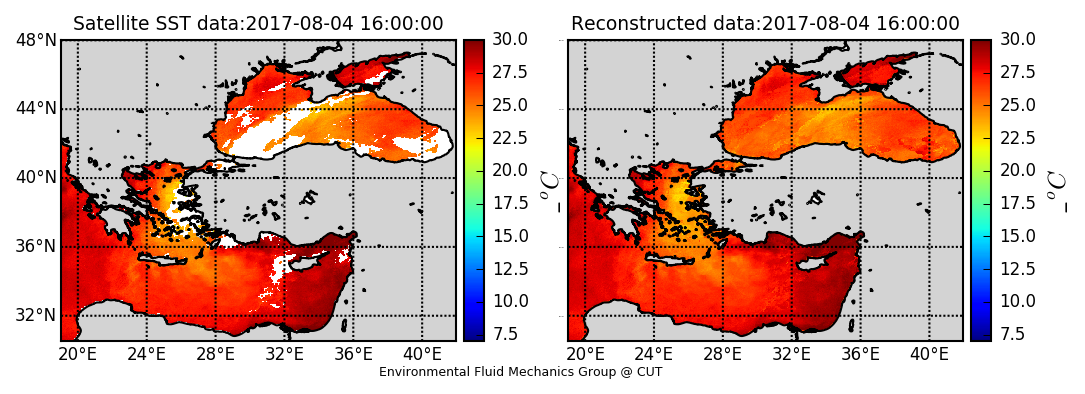 Satellite SST data:2017-08-04 16:00:00
48°N
44°N
40°N
36°N
32°N
20°E 24°E 28°E 32°E 36°E 40°E
30.0
27.5
25.0
22.5
20.0
17.5
15.0
12.5
10.0
7.5
°C
Reconstructed data:2017-08-04 16:00:00
20°E 24°E 28°E 32°E 36°E 40°E
30.0
27.5
25.0
22.5
20.0
17.5
15.0
12.5
10.0
7.5
°C
Environmental Fluid Mechanics Group @ CUT